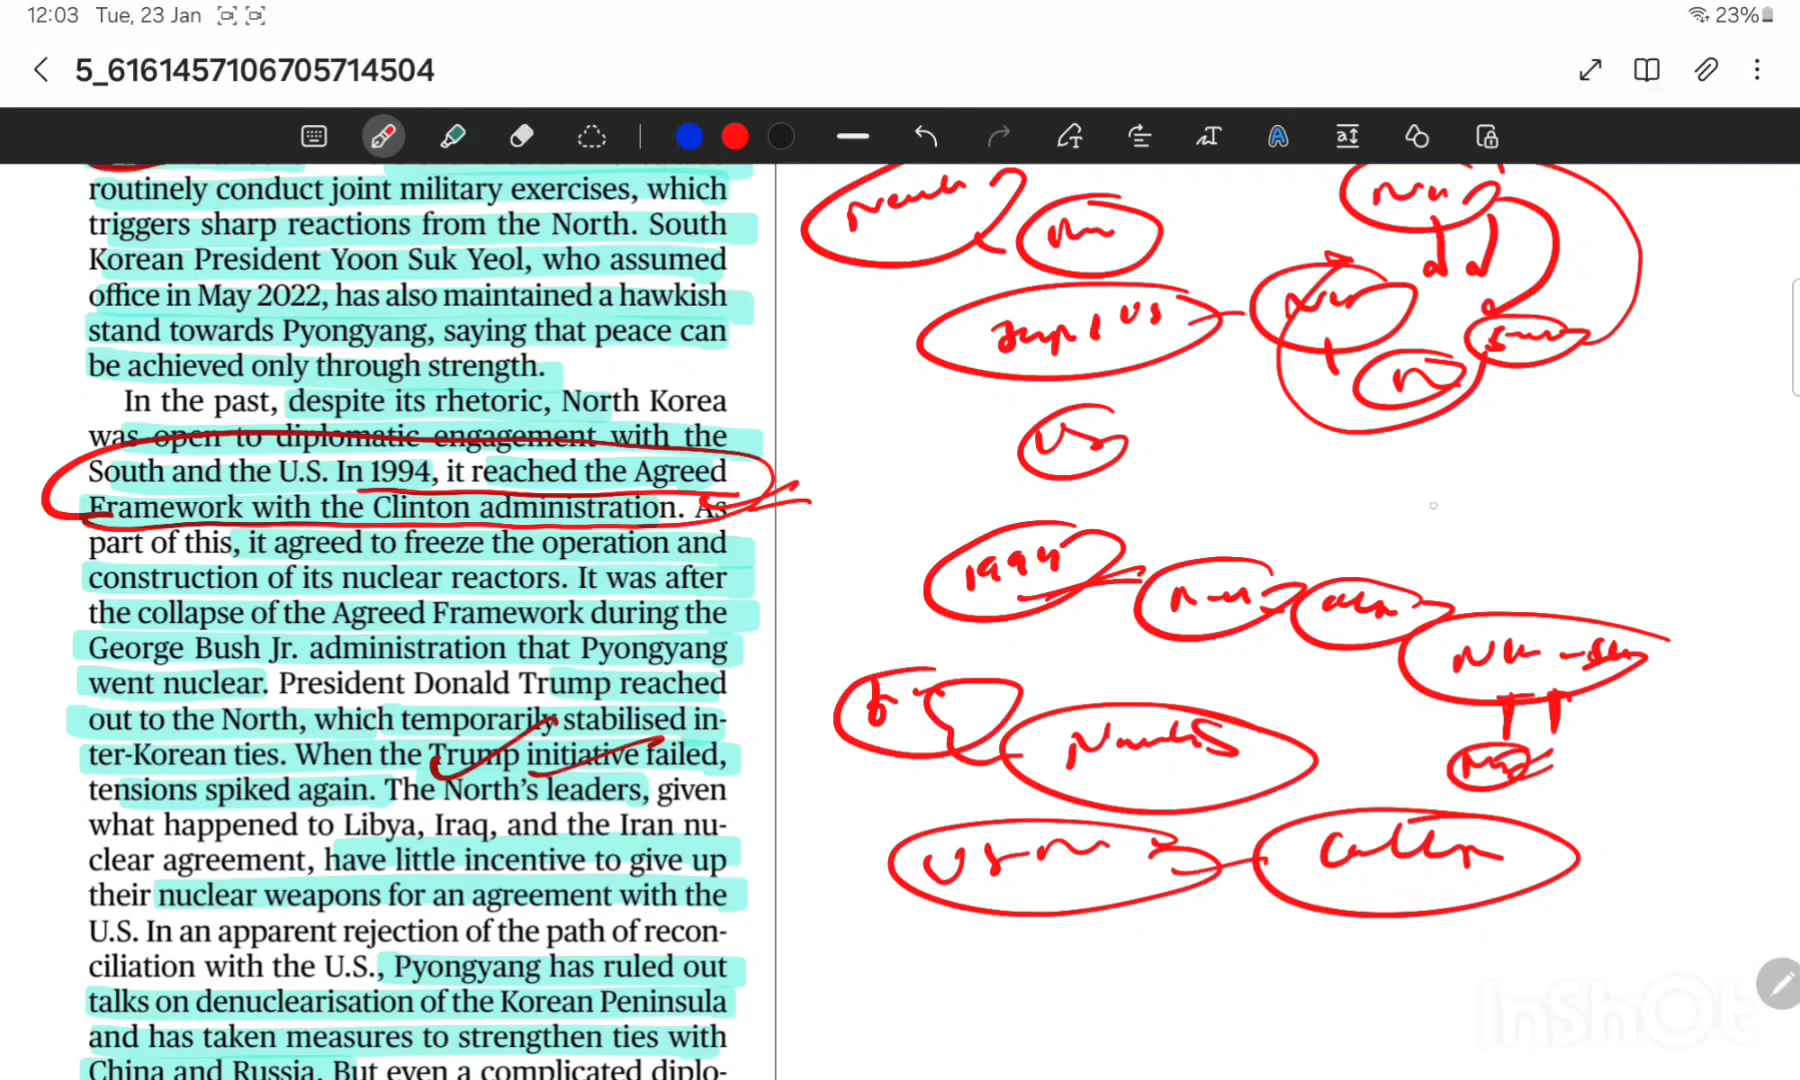 12:03 Tue, 23 Jan
23%
5_6161457106705714504
routinely conduct joint military exercises, which
triggers sharp reactions from the North. South
Korean President Yoon Suk Yeol, who assumed
office in May 2022, has also maintained a hawkish
stand towards Pyongyang, saying that peace can
be achieved only through strength.
In the past, despite its rhetoric, North Korea
was open to diplomatic engagement with the
South and the U.S. In 1994, it reached the Agreed
Framework with the Clinton administration. As
part of this, it agreed to freeze the operation and
construction of its nuclear reactors. It was after
the collapse of the Agreed Framework during the
George Bush Jr. administration that Pyongyang
went nuclear. President Donald Trump reached
out to the North, which temporarily stabilised in-
ter-Korean ties. When the Trump initiative failed,
tensions spiked again. The North's leaders, given
what happened to Libya, Iraq, and the Iran nu-
clear agreement, have little incentive to give up
their nuclear weapons for an agreement with the
U.S. In an apparent rejection of the path of recon-
ciliation with the U.S., Pyongyang has ruled out
talks on denuclearisation of the Korean Peninsula
and has taken measures to strengthen ties with
China and Russia. But even a complicated diplo-
US
US
1994
InShOt